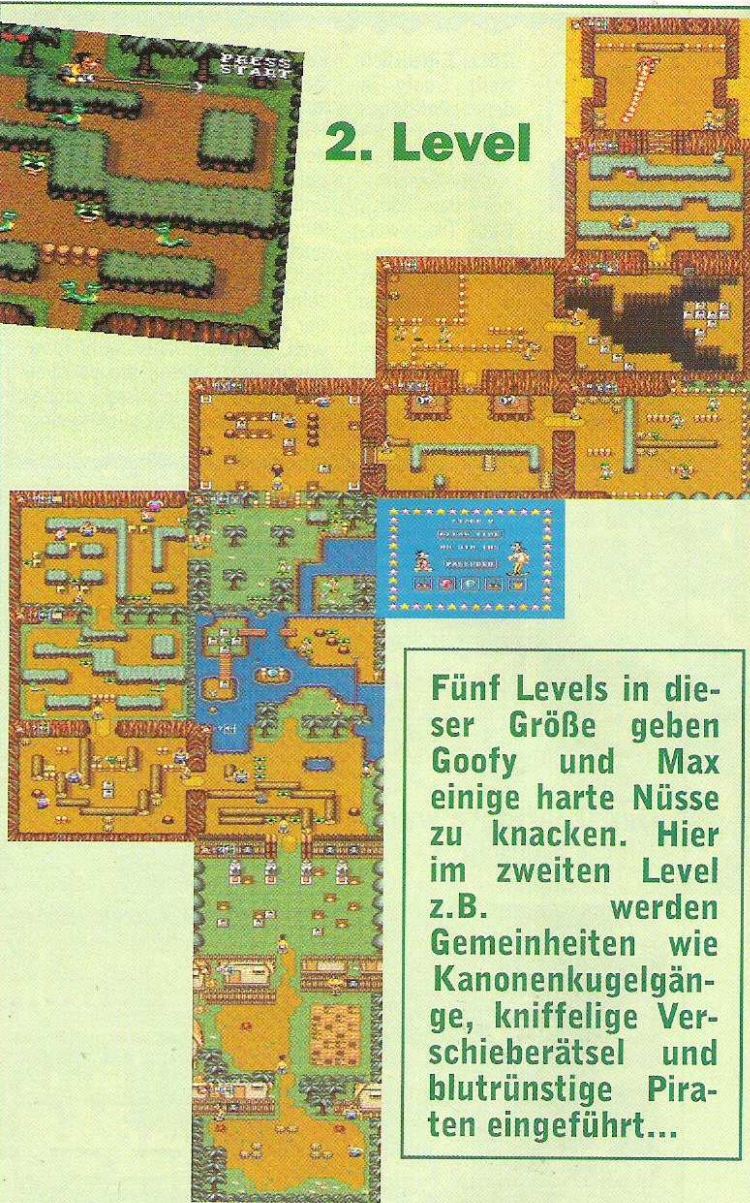 PRESS
START
2. Level
PASSWORD
Fünf Levels in die-
ser Größe geben
Goofy und Max
einige harte Nüsse
zu knacken. Hier
im zweiten Level
z.B. werden
Gemeinheiten wie
Kanonenkugelgän-
ge, kniffelige Ver-
schieberätsel und
blutrünstige Pira-
ten eingeführt...